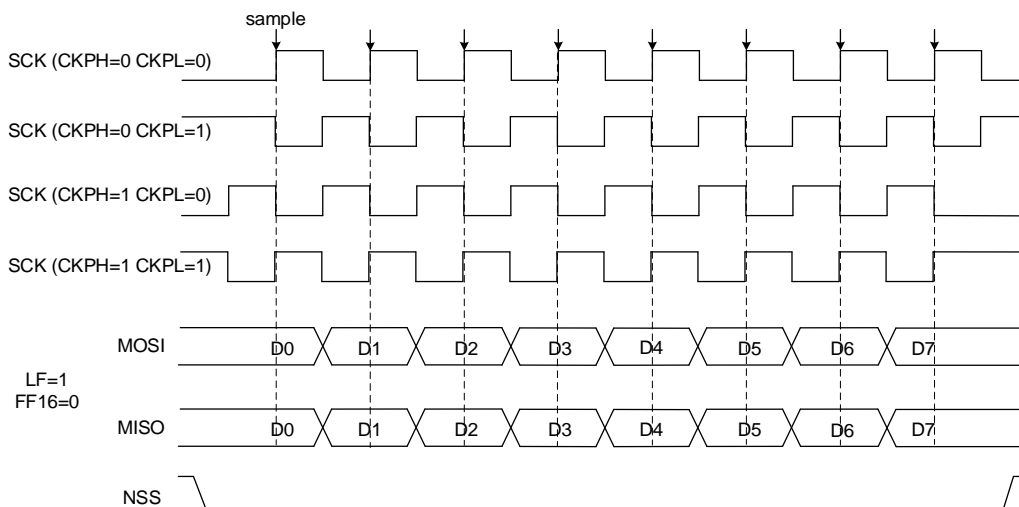 sample
SCK (CKPH=0 CKPL=0)
SCK (CKPH=0 CKPL=1)
SCK (CKPH=1 CKPL=0)
SCK (CKPH=1 CKPL=1)
MOSI
D0 D1 D2 D3 D4 D5 D6 D7
LF=1
FF16=0
MISO
D0 D1 D2 D3 D4 D5 D6 D7
NSS